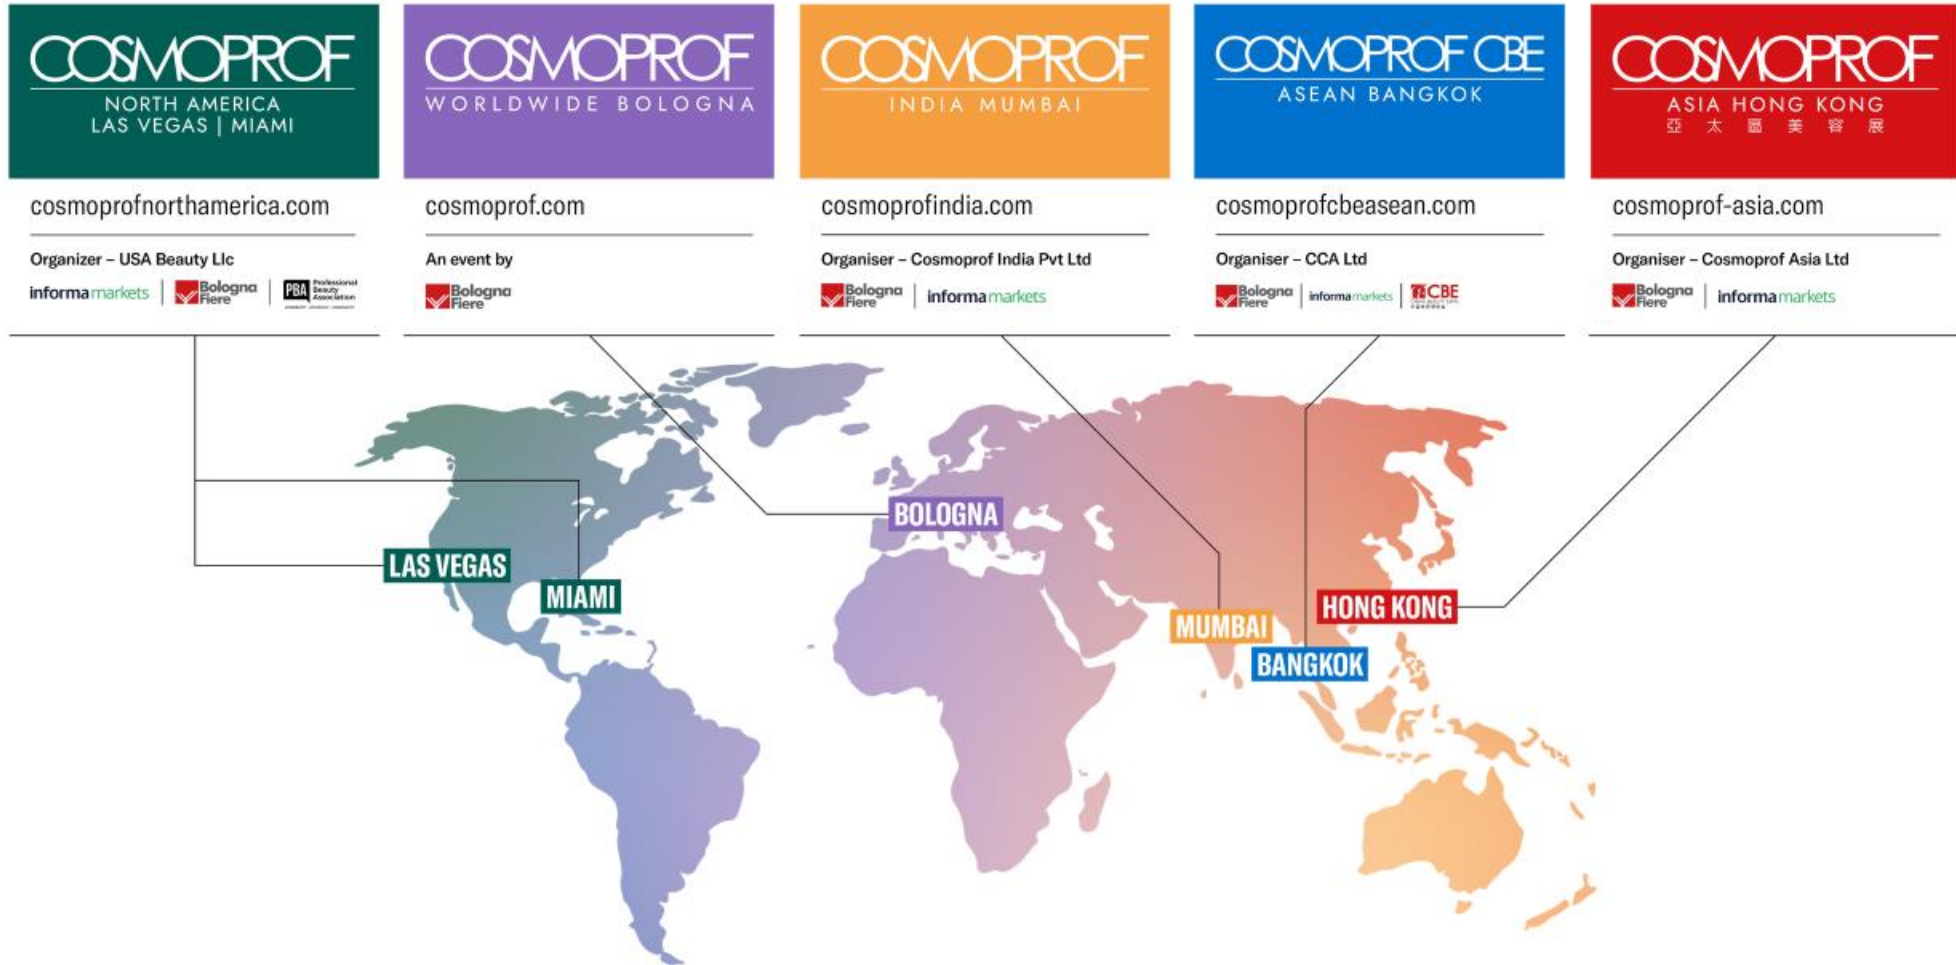 COSMOPROF
NORTH AMERICA
LAS VEGAS | MIAMI
cosmoprofnorthamerica.com
Organizer – USA Beauty Llc
informa markets
Bologna
Fiere
PBA
Professional
Beauty
Association
COSMOPROF
WORLDWIDE BOLOGNA
cosmoprof.com
An event by
Bologna
Fiere
COSMOPROF
INDIA MUMBAI
cosmoprofindia.com
Organiser – Cosmoprof India Pvt Ltd
Bologna
Fiere
informa markets
COSMOPROF CBE
ASEAN BANGKOK
cosmoprofcbeasean.com
Organiser – CCA Ltd
Bologna
Fiere
informa markets
CBE
COSMOPROF
ASIA HONG KONG
亞太區美容展
cosmoprof-asia.com
Organiser – Cosmoprof Asia Ltd
Bologna
Fiere
informa markets
BOLOGNA
LAS VEGAS
MIAMI
HONG KONG
MUMBAI
BANGKOK